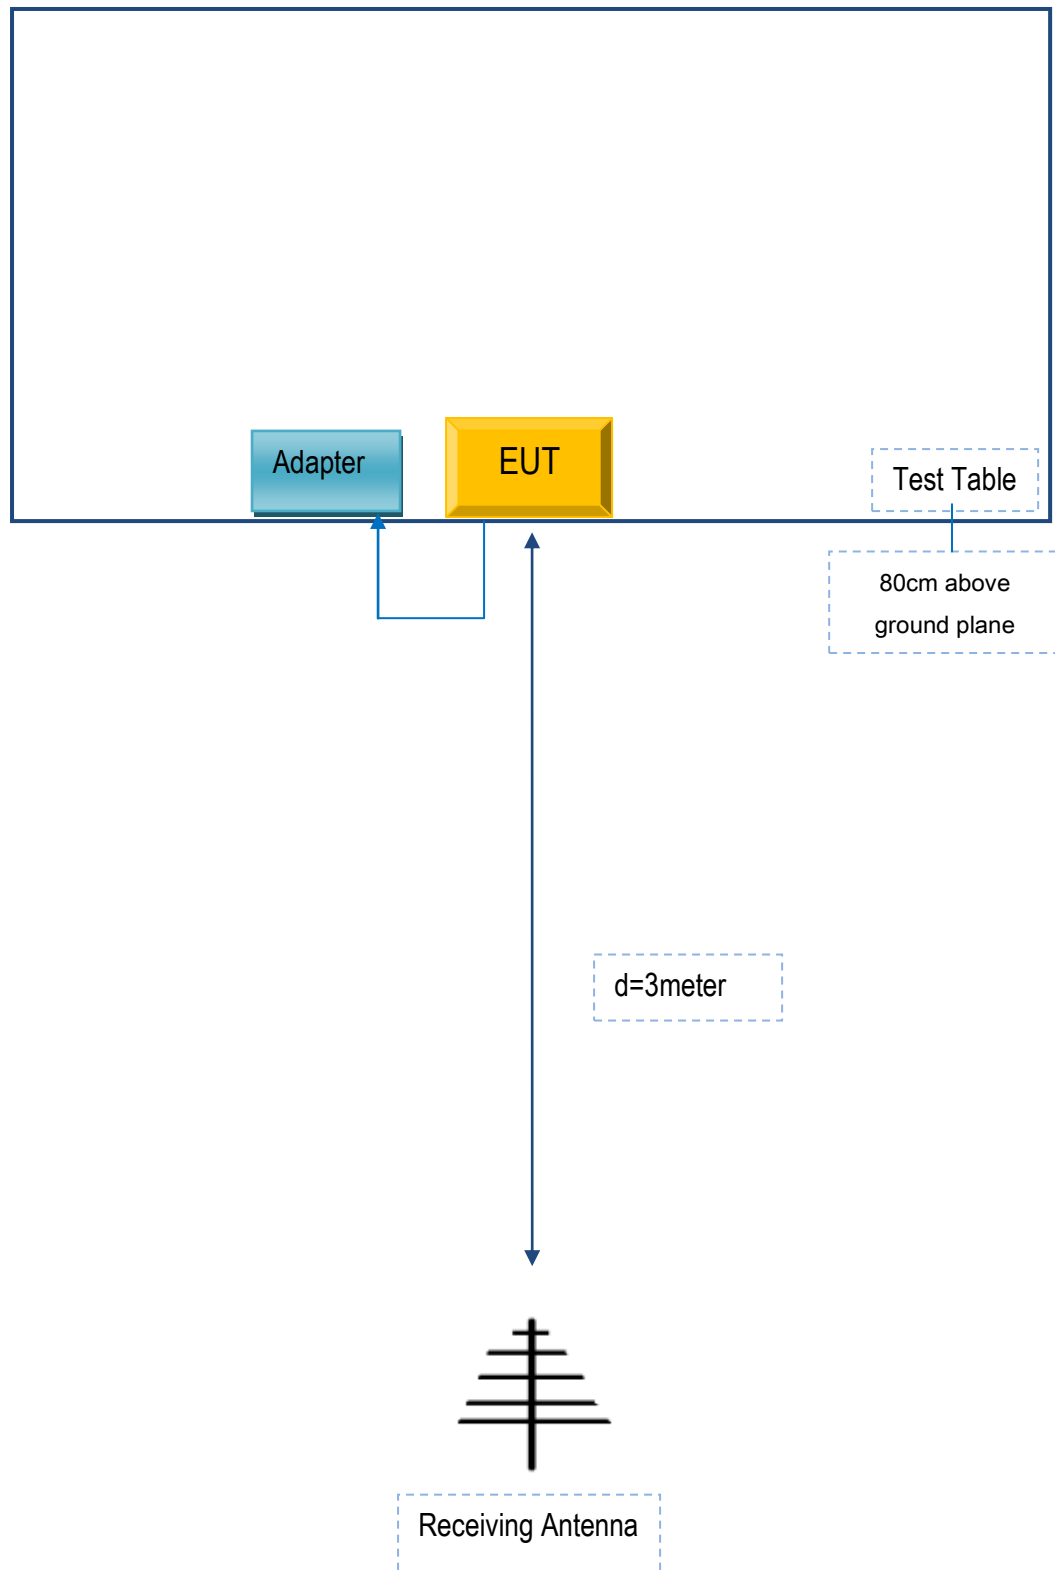 Adapter
EUT
Test Table
80cm above
ground plane
d=3meter
Receiving Antenna